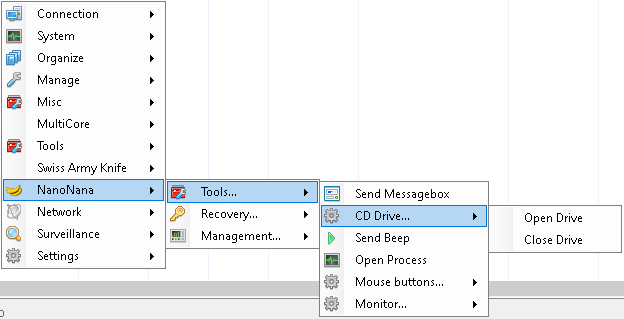 Connection
System
Organize
Manage
Misc
MultiCore
Tools
Swiss Army Knife
NanoNana
Network
Surveillance
Settings
Tools...
Recovery...
Management...
Send Messagebox
CD Drive...
Send Beep
Open Process
Mouse buttons...
Monitor...
Open Drive
Close Drive